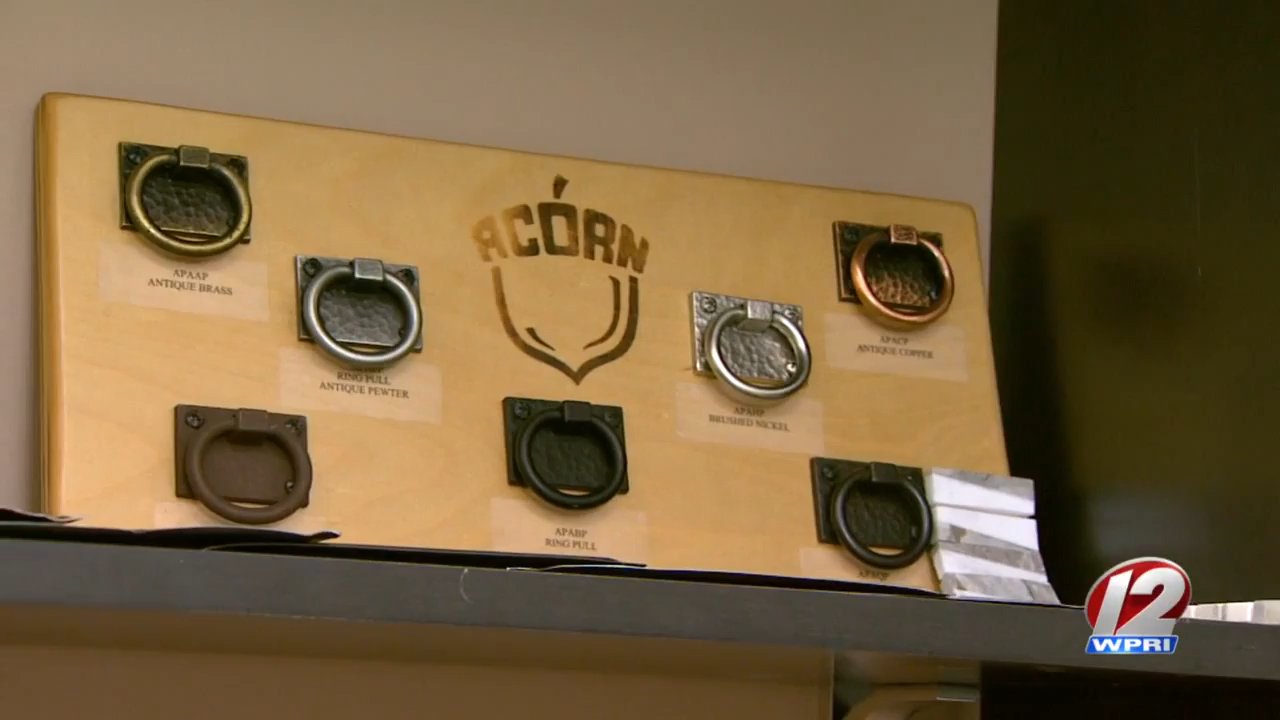 ACORN
APAAP
ANTIQUE BRASS
RING PULL
ANTIQUE PEWTER
APACP
ANTIQUE COPPER
APAHP
BRUSHED NICKEL
APABP
RING PULL
12
WPRI